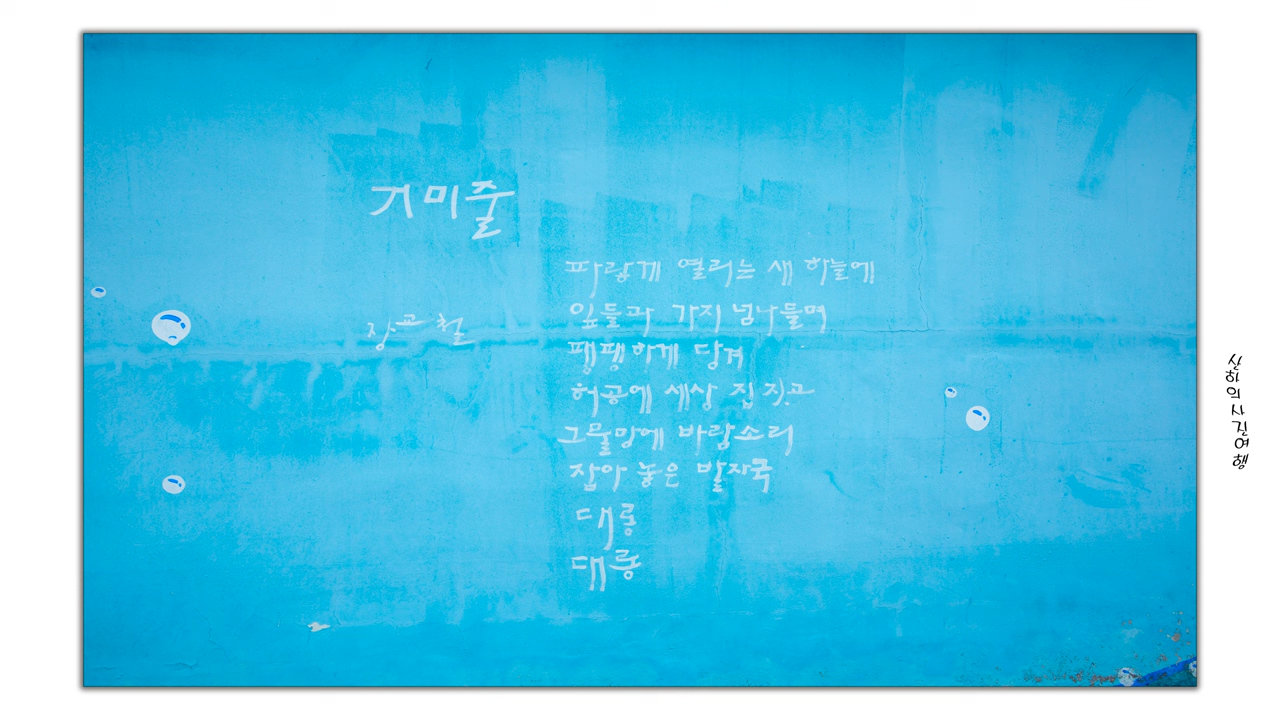 거미줄
장교철
파랗게 열리는 새 하늘에
잎들과 가지 넘나들며
팽팽하게 당겨
허공에 세상 집 짓고
그물망에 바람소리
잡아 놓은 발자국
대롱
대롱
산하의 사진여행